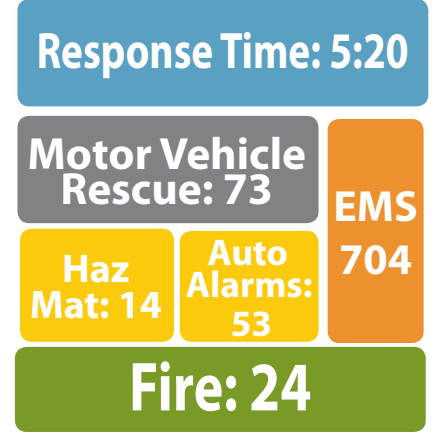 Response Time: 5:20
Motor Vehicle
Rescue: 73
EMS
704
Haz
Mat: 14
Auto
Alarms:
53
Fire: 24